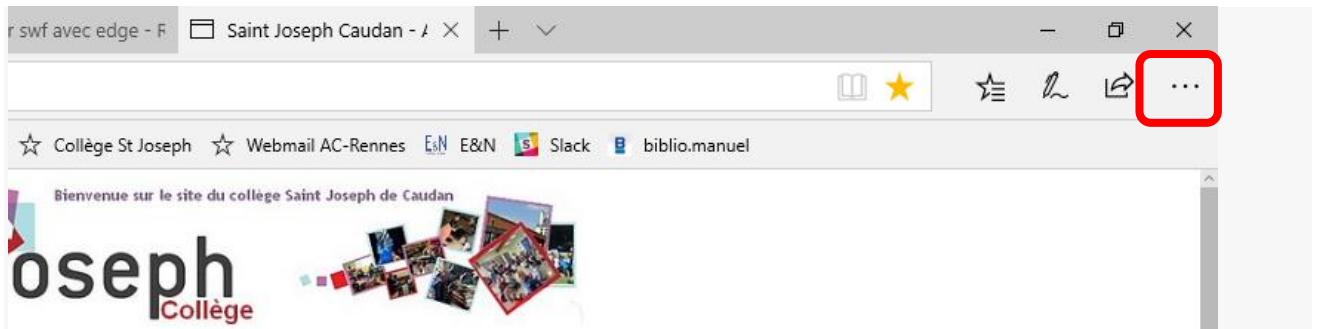 r swf avec edge - R Saint Joseph Caudan - A
Collège St Joseph Webmail AC-Rennes E&N E&N S Slack B biblio.manuel
Bienvenue sur le site du collège Saint Joseph de Caudan
oseph
Collège